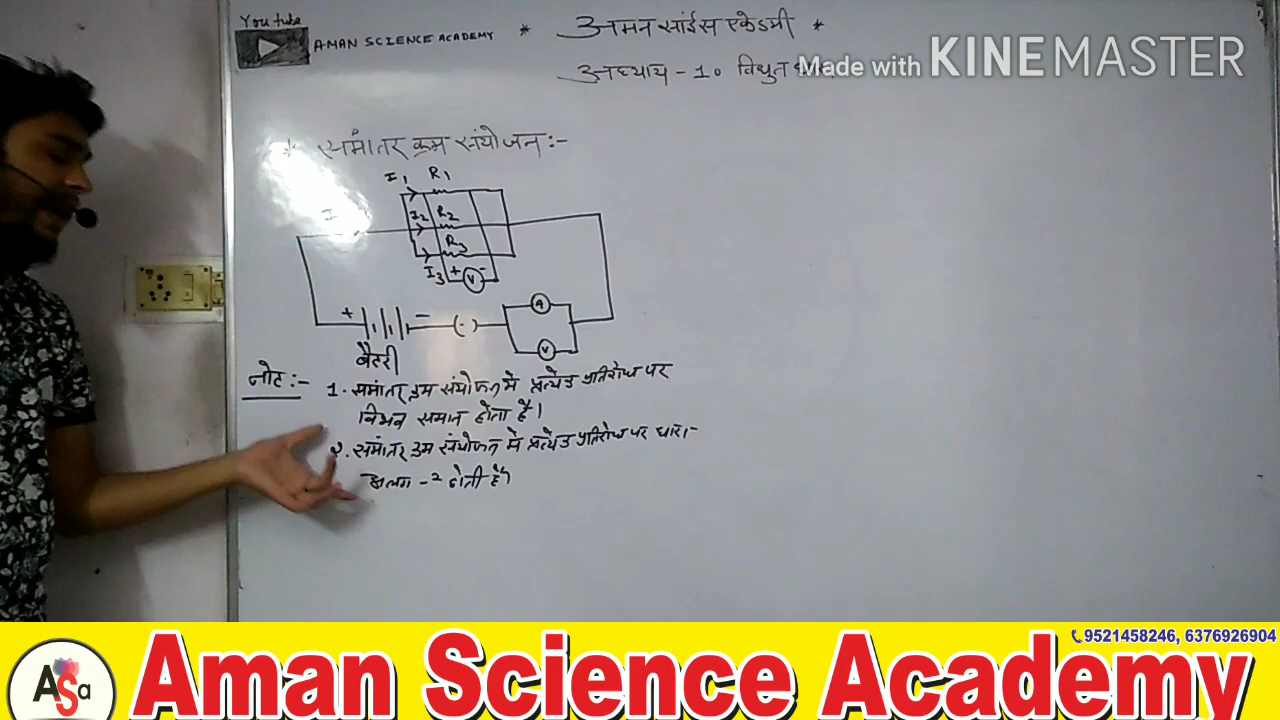 You tube
AMAN SCIENCE ACADEMY * अमन साईंस एकेडमी *
अध्याय - 10 विधुत
Made with KINEMASTER
* समांतर क्रम संयोजन :-
I1 R1
I I2 R2
R3
I3 + V -
+ - (·) A
V
बैटरी
नोट :- 1. समांतर क्रम संयोजन में प्रत्येक प्रतिरोध पर
विभव समान होता है।
२. समांतर क्रम संयोजन में प्रत्येक प्रतिरोध पर धारा-
अलग -2 होती है।
9521458246, 6376926904
ASa Aman Science Academy